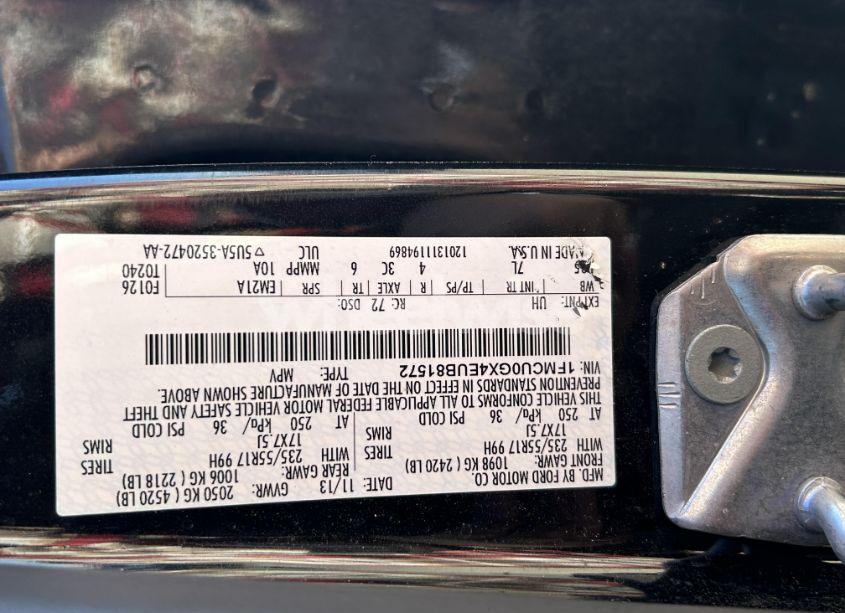 MFD. BY FORD MOTOR CO.
DATE: 11/13 GVWR: 2050 KG ( 4520 LB)
FRONT GAWR: 1098 KG ( 2420 LB) REAR GAWR: 1006 KG ( 2218 LB)
WITH 235/55R17 99H TIRES WITH 235/55R17 99H TIRES
17X7.5J RIMS 17X7.5J RIMS
AT 250 kPa/ 36 PSI COLD AT 250 kPa/ 36 PSI COLD
THIS VEHICLE CONFORMS TO ALL APPLICABLE FEDERAL MOTOR VEHICLE SAFETY AND THEFT
PREVENTION STANDARDS IN EFFECT ON THE DATE OF MANUFACTURE SHOWN ABOVE.
VIN: 1FMCU0GX4EUB81572 TYPE: MPV
EXT PNT: UH RC: 72 DSO:
WB INT TR TP/PS R AXLE TR SPR EM21A F0126
7L 4 3C 6 MMPP 10A T0240
MADE IN U.S.A. 120131194869 ULC 5U5A-3520472-AA